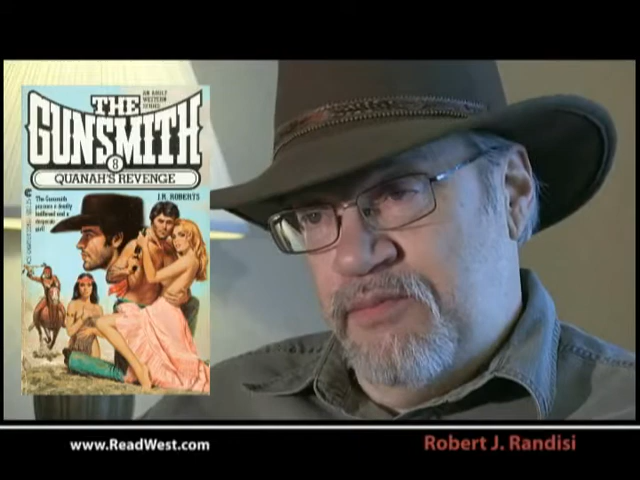 THE
AN ADULT
WESTERN
SERIES
GUNSMITH
8
QUANAH'S REVENGE
J.R. ROBERTS
The Gunsmith
pursues a deadly
halfbreed and a
desperate
girl!
www.ReadWest.com
Robert J. Randisi